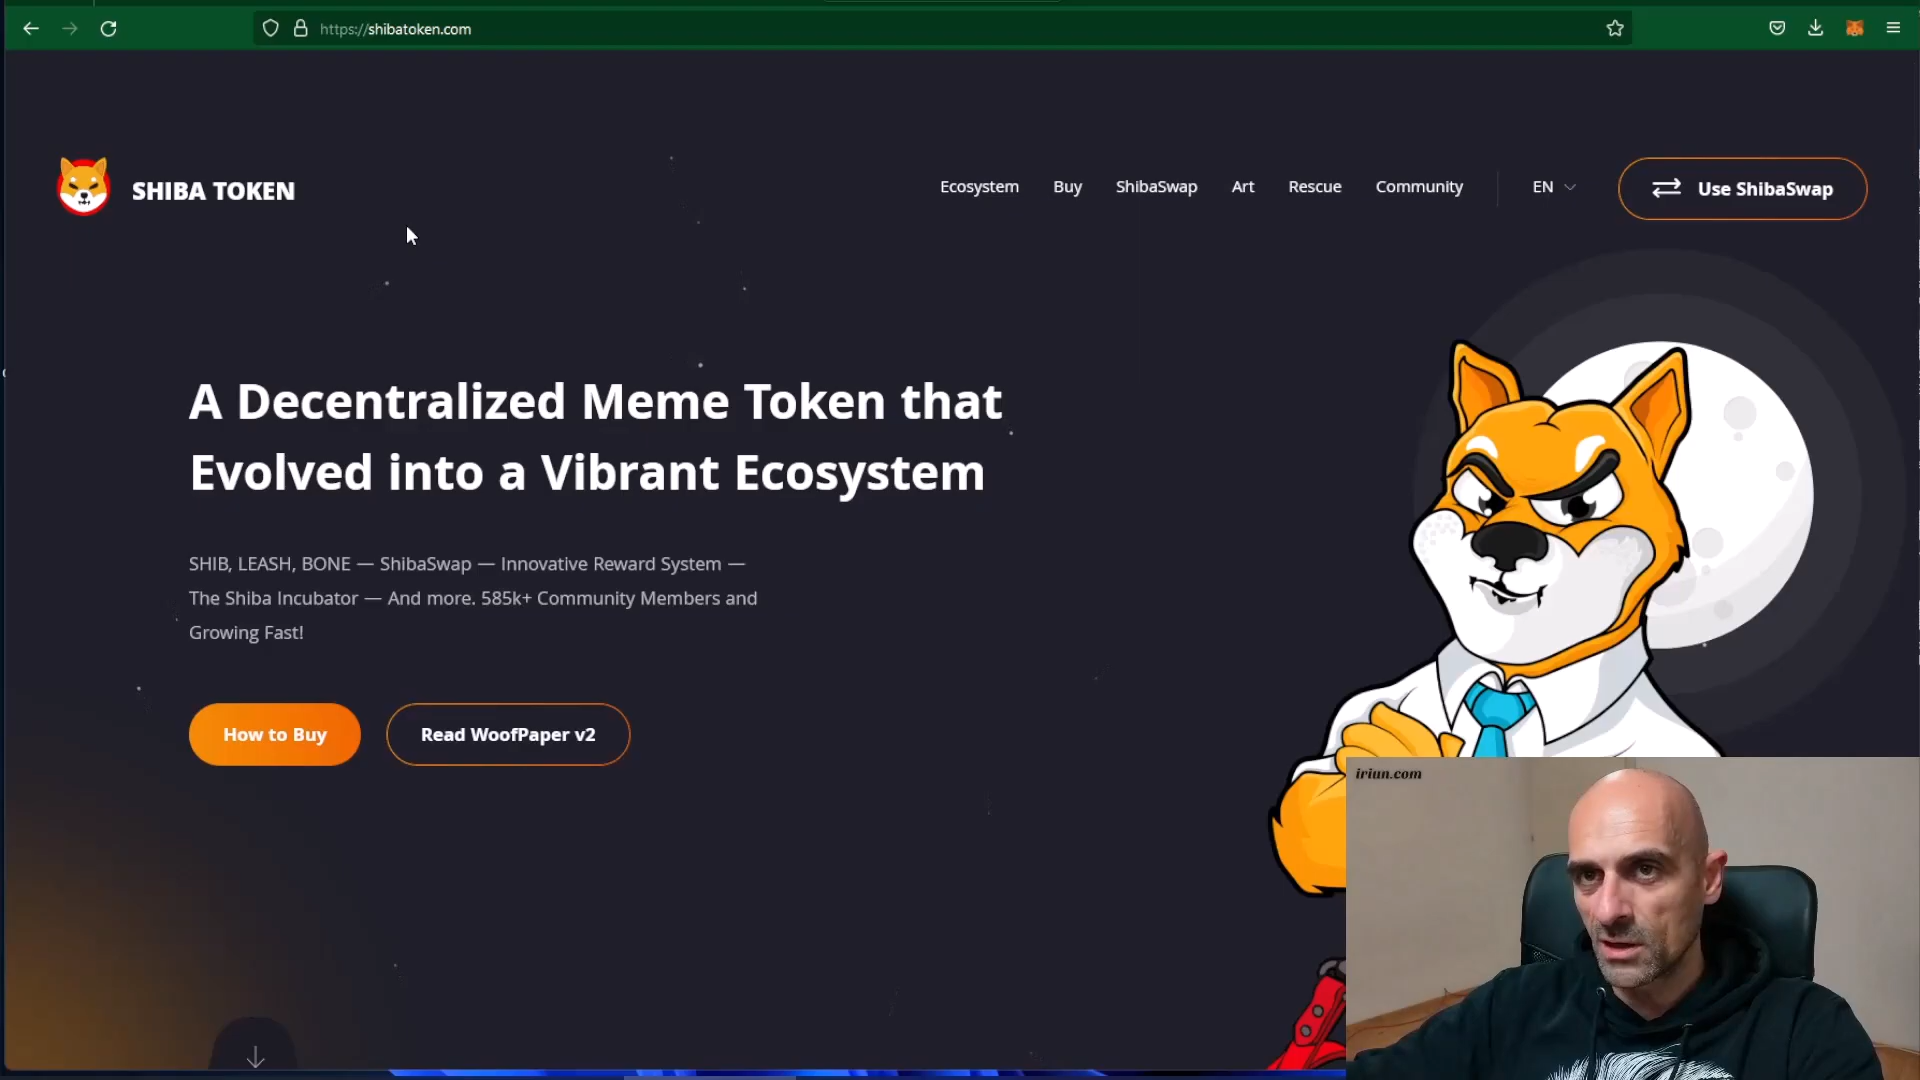 https://shibatoken.com
SHIBA TOKEN
Ecosystem Buy ShibaSwap Art Rescue Community EN Use ShibaSwap
A Decentralized Meme Token that
Evolved into a Vibrant Ecosystem
SHIB, LEASH, BONE — ShibaSwap — Innovative Reward System —
The Shiba Incubator — And more. 585k+ Community Members and
Growing Fast!
How to Buy Read WoofPaper v2
iriun.com